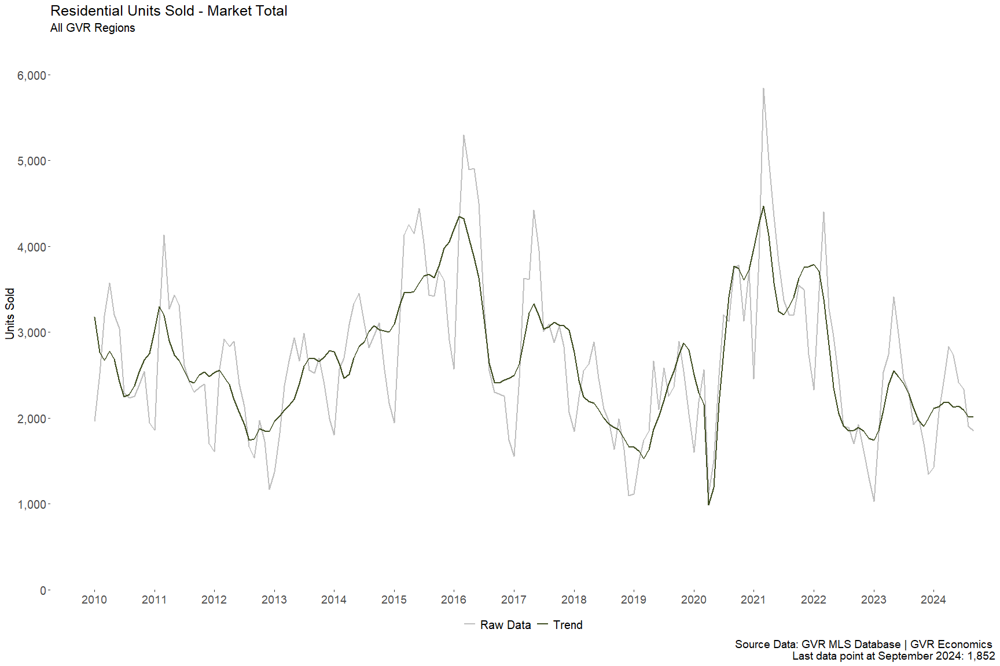 Residential Units Sold - Market Total
All GVR Regions
6,000
5,000
4,000
3,000
2,000
1,000
0
Units Sold
2010 2011 2012 2013 2014 2015 2016 2017 2018 2019 2020 2021 2022 2023 2024
Raw Data Trend
Source Data: GVR MLS Database | GVR Economics
Last data point at September 2024: 1,852